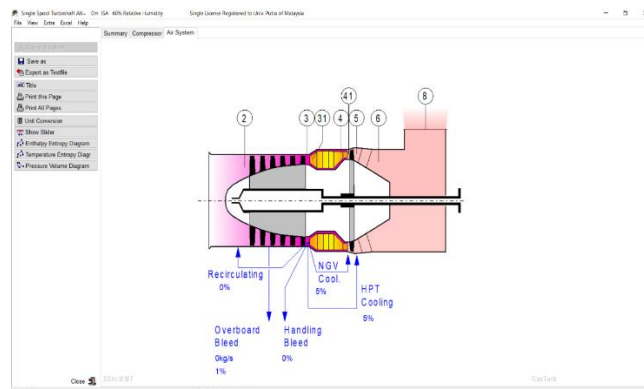 Single Spool Turboshaft Alt= 0m ISA 60% Relative Humidity Single License Registered to Univ. Putra of Malaysia
File View Extra Excel Help
Summary Compressor Air System
Save as
Export as Textfile
Title
Print this Page
Print All Pages
Unit Conversion
Show Slider
Enthalpy Entropy Diagram
Temperature Entropy Diagr
Pressure Volume Diagram
Close
2
3
31
4
41
5
6
8
Recirculating
0%
NGV
Cool.
5%
HPT
Cooling
5%
Overboard
Bleed
0kg/s
1%
Handling
Bleed
0%
GasTurb